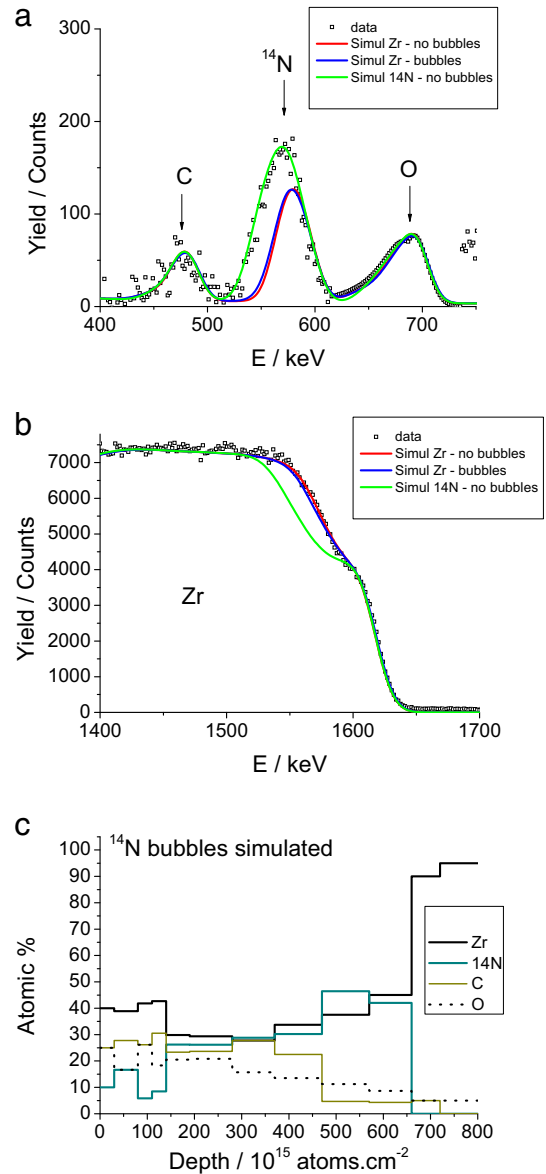 a
300
200
100
0
Yield / Counts
data
Simul Zr - no bubbles
Simul Zr - bubbles
Simul 14N - no bubbles
14N
C
O
400 500 600 700
E / keV
b
7000
6000
5000
4000
3000
2000
1000
0
Yield / Counts
data
Simul Zr - no bubbles
Simul Zr - bubbles
Simul 14N - no bubbles
Zr
1400 1500 1600 1700
E / keV
c
14N bubbles simulated
100
90
80
70
60
50
40
30
20
10
0
Atomic %
Zr
14N
C
O
0 100 200 300 400 500 600 700 800
Depth / 10^15 atoms.cm^-2